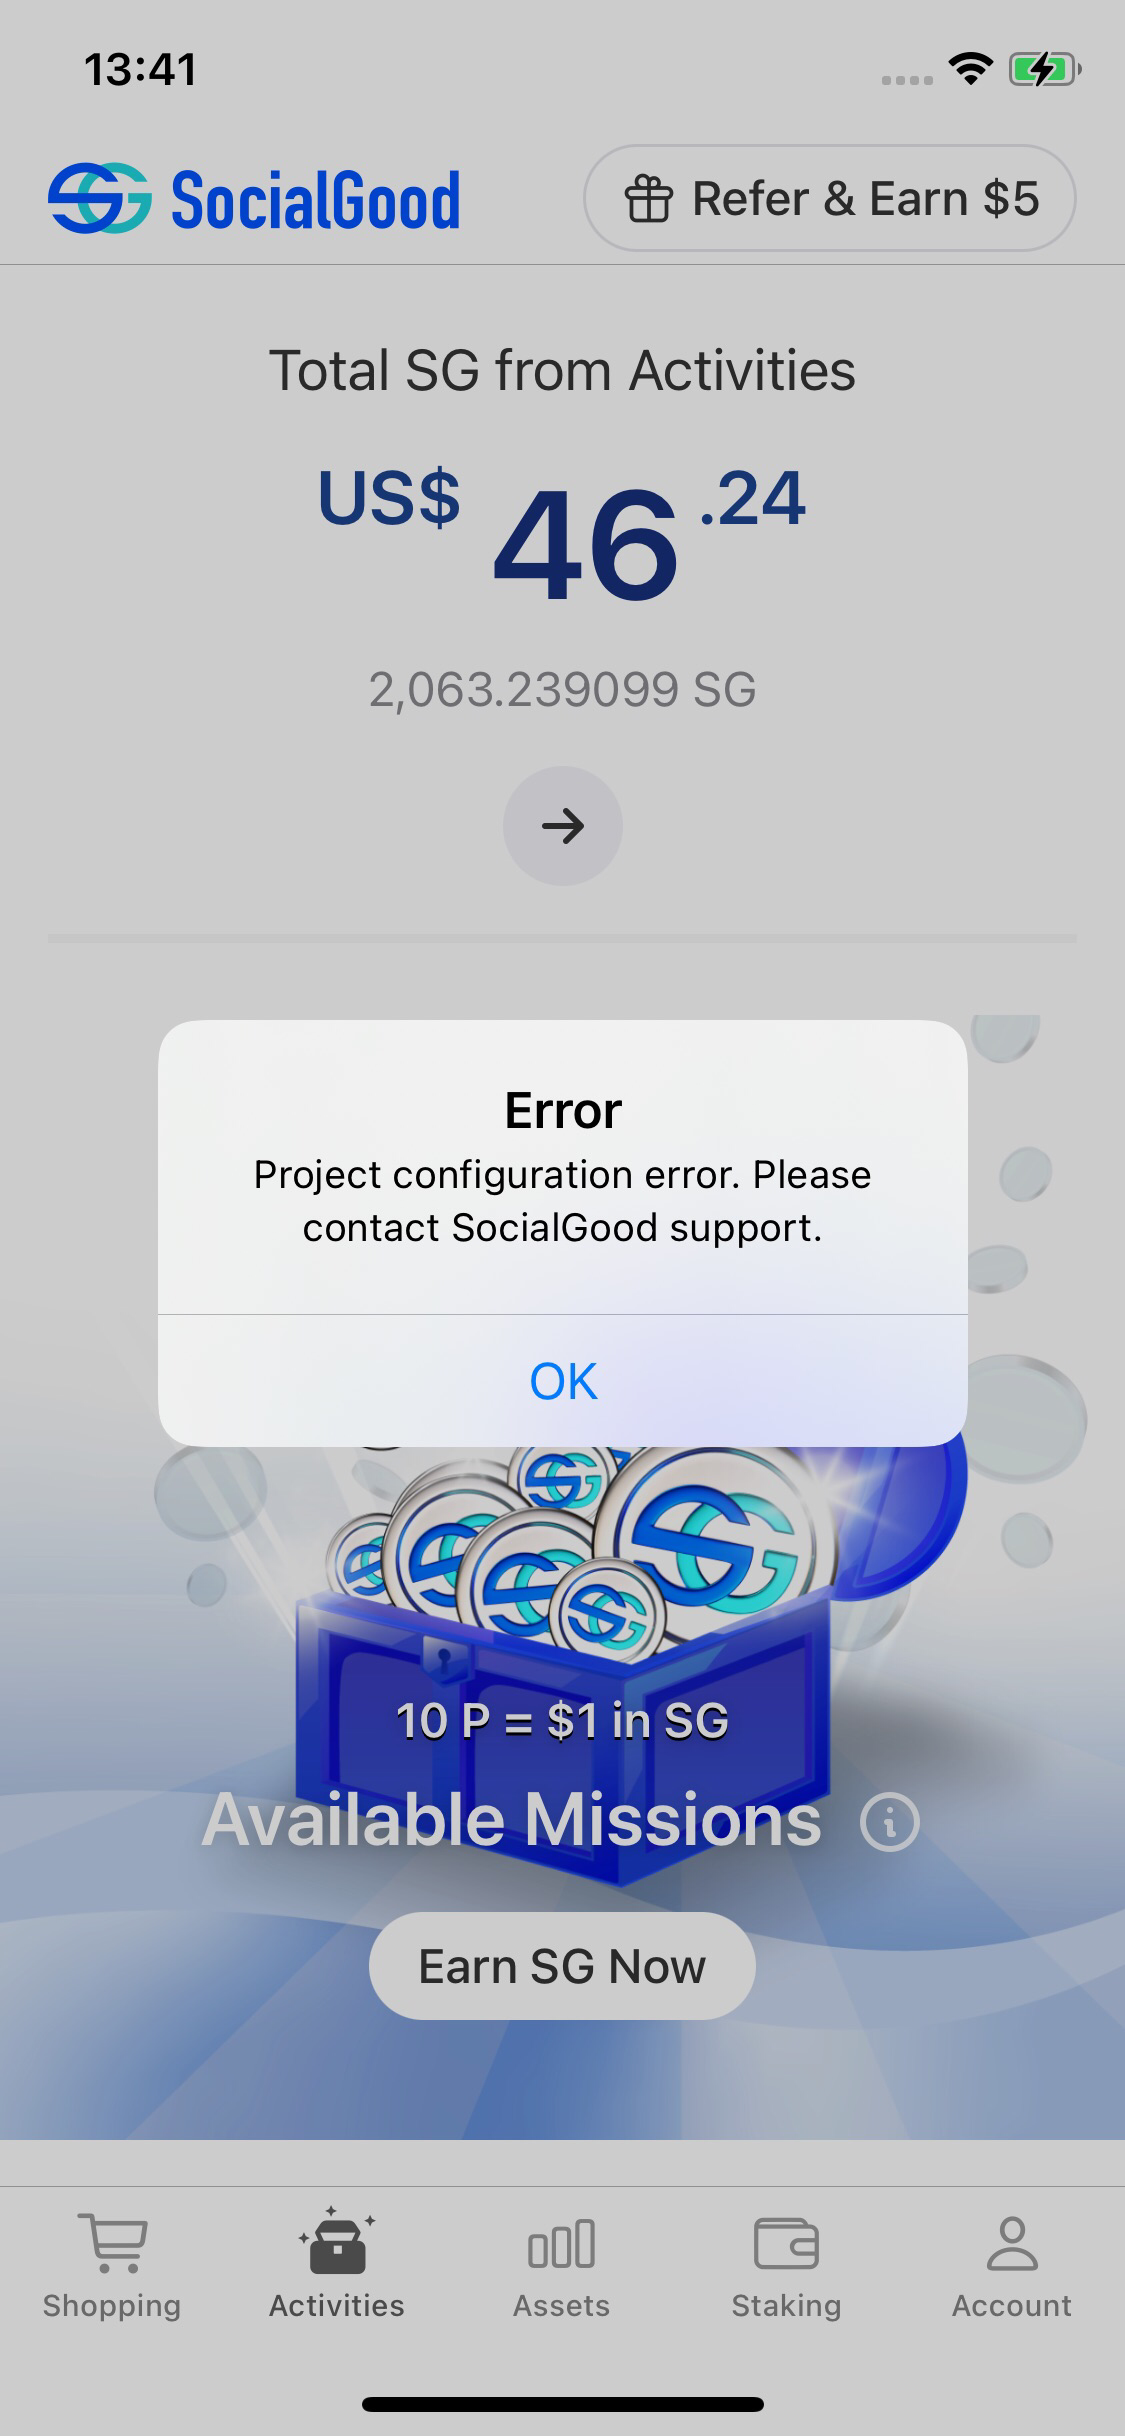 13:41
SocialGood
Refer & Earn $5
Total SG from Activities
US$ 46 .24
2,063.239099 SG
Error
Project configuration error. Please
contact SocialGood support.
OK
10 P = $1 in SG
Available Missions
Earn SG Now
Shopping
Activities
Assets
Staking
Account